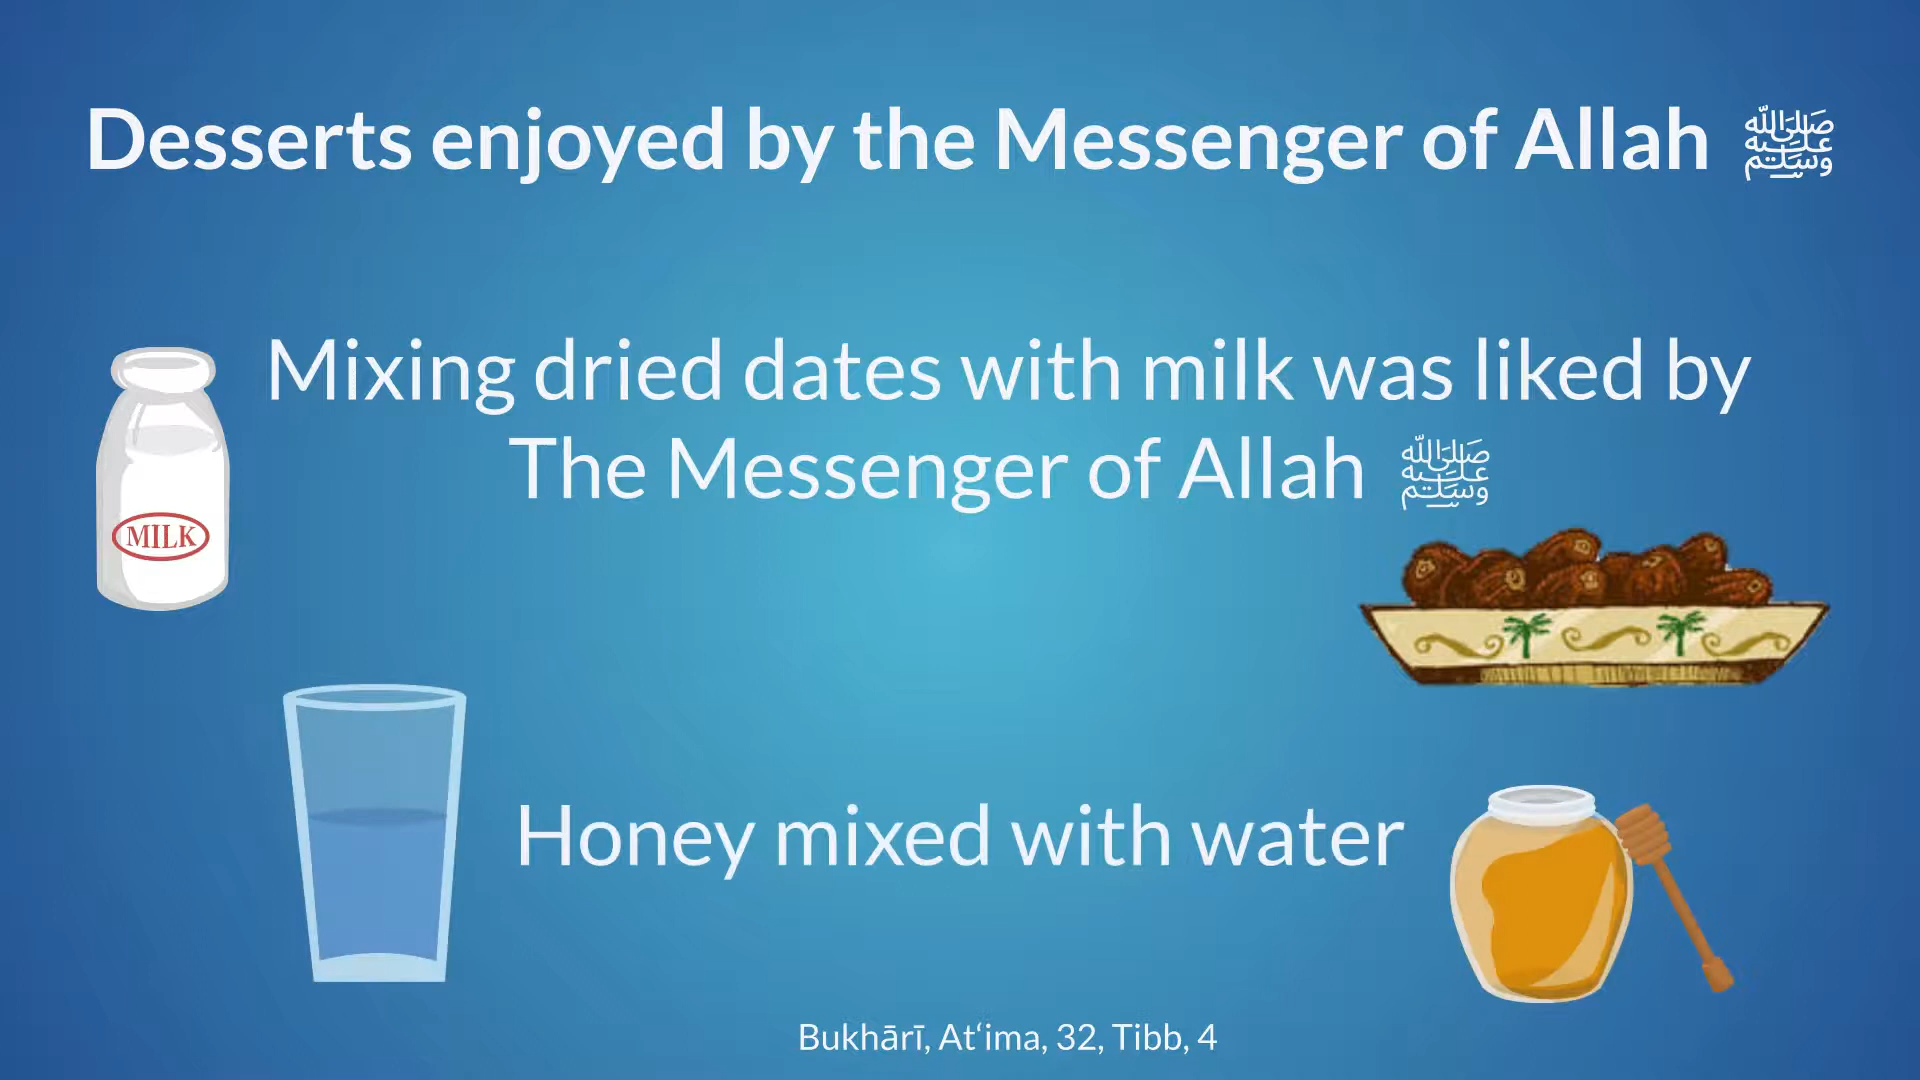 Desserts enjoyed by the Messenger of Allah ﷺ
Mixing dried dates with milk was liked by
The Messenger of Allah ﷺ
MILK
Honey mixed with water
Bukhārī, At‘ima, 32, Tibb, 4